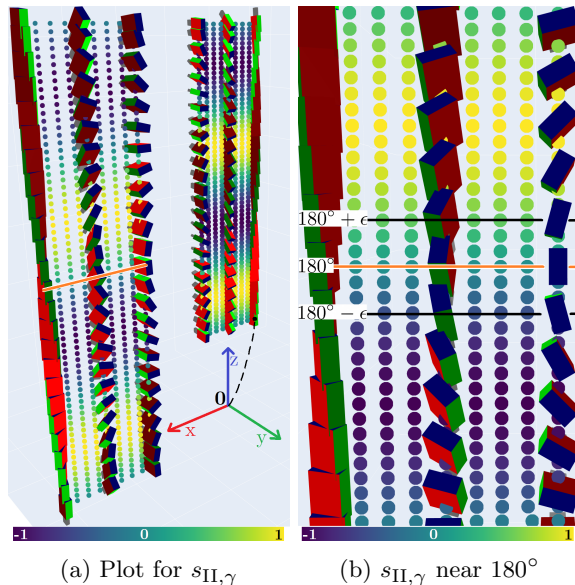 z
0
x
y
-1 0 1
(a) Plot for s_{II,γ}
180° + ϵ
180°
180° − ϵ
-1 0 1
(b) s_{II,γ} near 180°